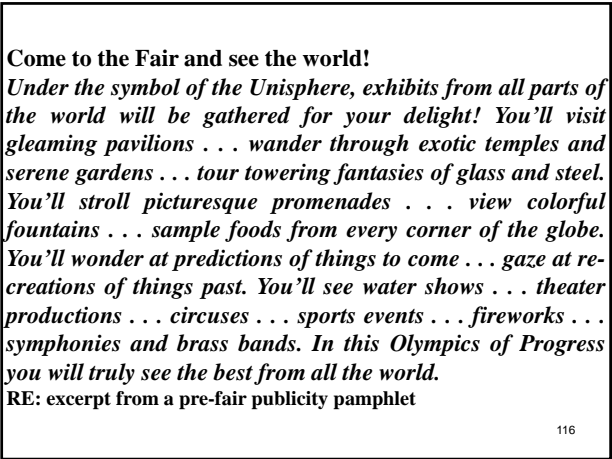 Come to the Fair and see the world!
Under the symbol of the Unisphere, exhibits from all parts of
the world will be gathered for your delight! You’ll visit
gleaming pavilions . . . wander through exotic temples and
serene gardens . . . tour towering fantasies of glass and steel.
You’ll stroll picturesque promenades . . . view colorful
fountains . . . sample foods from every corner of the globe.
You’ll wonder at predictions of things to come . . . gaze at re-
creations of things past. You’ll see water shows . . . theater
productions . . . circuses . . . sports events . . . fireworks . . .
symphonies and brass bands. In this Olympics of Progress
you will truly see the best from all the world.
RE: excerpt from a pre-fair publicity pamphlet
116